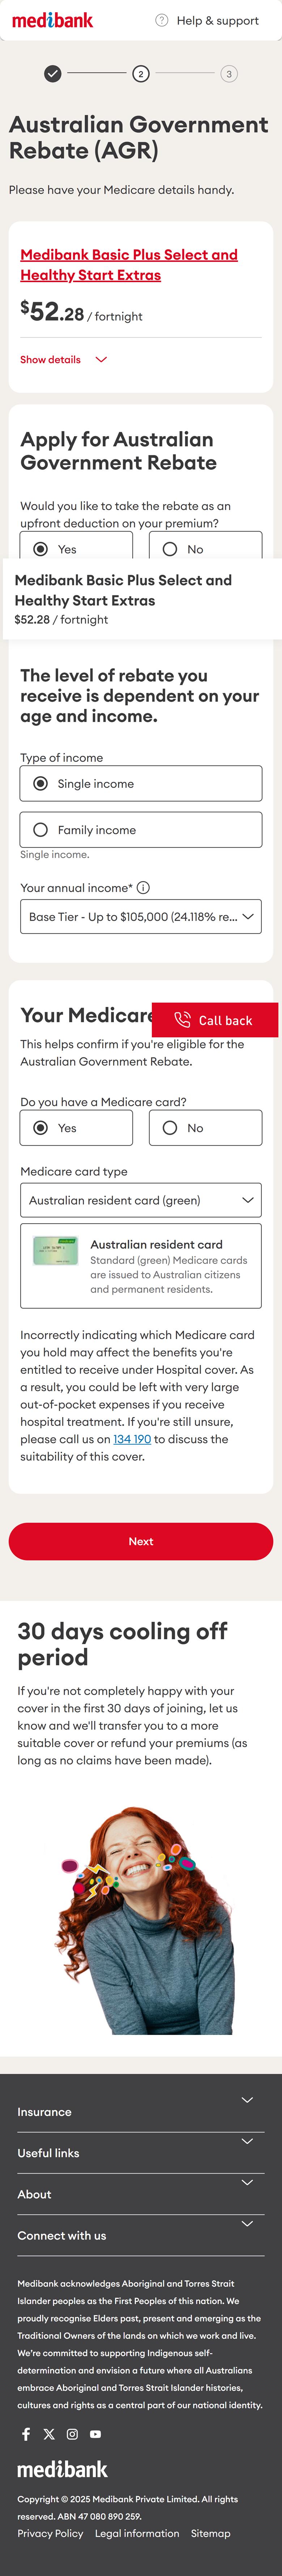 medibank
? Help & support
2
3
Australian Government
Rebate (AGR)
Please have your Medicare details handy.
Medibank Basic Plus Select and
Healthy Start Extras
$52.28 / fortnight
Show details
Apply for Australian
Government Rebate
Would you like to take the rebate as an
upfront deduction on your premium?
Yes
No
Medibank Basic Plus Select and
Healthy Start Extras
$52.28 / fortnight
The level of rebate you
receive is dependent on your
age and income.
Type of income
Single income
Family income
Single income.
Your annual income* i
Base Tier - Up to $105,000 (24.118% re...
Your Medicare
Call back
This helps confirm if you're eligible for the
Australian Government Rebate.
Do you have a Medicare card?
Yes
No
Medicare card type
Australian resident card (green)
Australian resident card
Standard (green) Medicare cards
are issued to Australian citizens
and permanent residents.
Incorrectly indicating which Medicare card
you hold may affect the benefits you're
entitled to receive under Hospital cover. As
a result, you could be left with very large
out-of-pocket expenses if you receive
hospital treatment. If you're still unsure,
please call us on 134 190 to discuss the
suitability of this cover.
Next
30 days cooling off
period
If you're not completely happy with your
cover in the first 30 days of joining, let us
know and we'll transfer you to a more
suitable cover or refund your premiums (as
long as no claims have been made).
Insurance
Useful links
About
Connect with us
Medibank acknowledges Aboriginal and Torres Strait
Islander peoples as the First Peoples of this nation. We
proudly recognise Elders past, present and emerging as the
Traditional Owners of the lands on which we work and live.
We're committed to supporting Indigenous self-
determination and envision a future where all Australians
embrace Aboriginal and Torres Strait Islander histories,
cultures and rights as a central part of our national identity.
medibank
Copyright © 2025 Medibank Private Limited. All rights
reserved. ABN 47 080 890 259.
Privacy Policy Legal information Sitemap